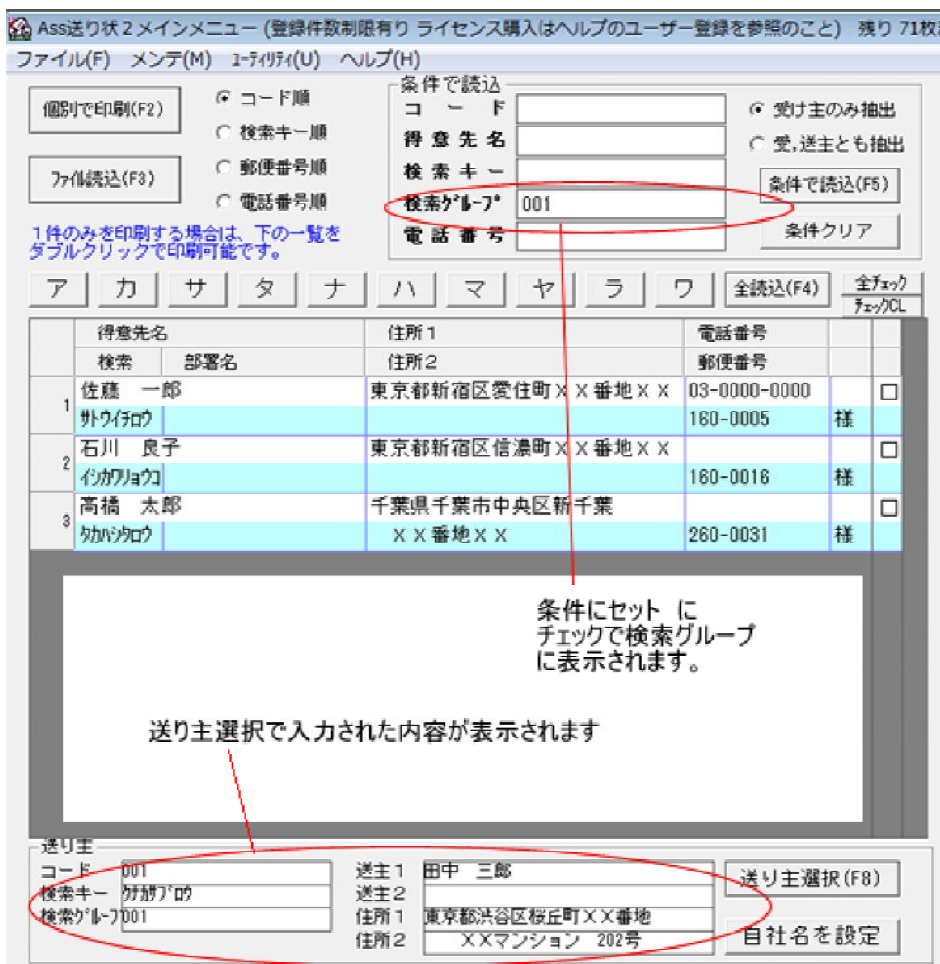 Ass送り状2メインメニュー (登録件数制限有り ライセンス購入はヘルプのユーザー登録を参照のこと) 残り 71枚
ファイル(F) メンテ(M) ユーティリティ(U) ヘルプ(H)
個別で印刷(F2)
ファイル読込(F3)
コード順
検索キー順
郵便番号順
電話番号順
1件のみを印刷する場合は、下の一覧を
ダブルクリックで印刷可能です。
条件で読込
コード
得意先名
検索キー
検索グループ 001
電話番号
受け主のみ抽出
受,送主とも抽出
条件で読込(F5)
条件クリア
ア カ サ タ ナ ハ マ ヤ ラ ワ 全読込(F4) 全チェック
チェックCL
得意先名 住所1 電話番号
検索 部署名 住所2 郵便番号
1 佐藤 一郎 東京都新宿区愛住町××番地×× 03-0000-0000
サトウイチロウ 160-0005 様
2 石川 良子 東京都新宿区信濃町××番地××
イシカワリョウコ 160-0016 様
3 高橋 太郎 千葉県千葉市中央区新千葉
タカハシタロウ ××番地×× 260-0031 様
条件にセット に
チェックで検索グループ
に表示されます。
送り主選択で入力された内容が表示されます
送り主
コード 001 送主1 田中 三郎
検索キー 送主2
検索グループ 001 住所1 東京都渋谷区桜丘町××番地
住所2 ××マンション 202号
送り主選択(F8)
自社名を設定